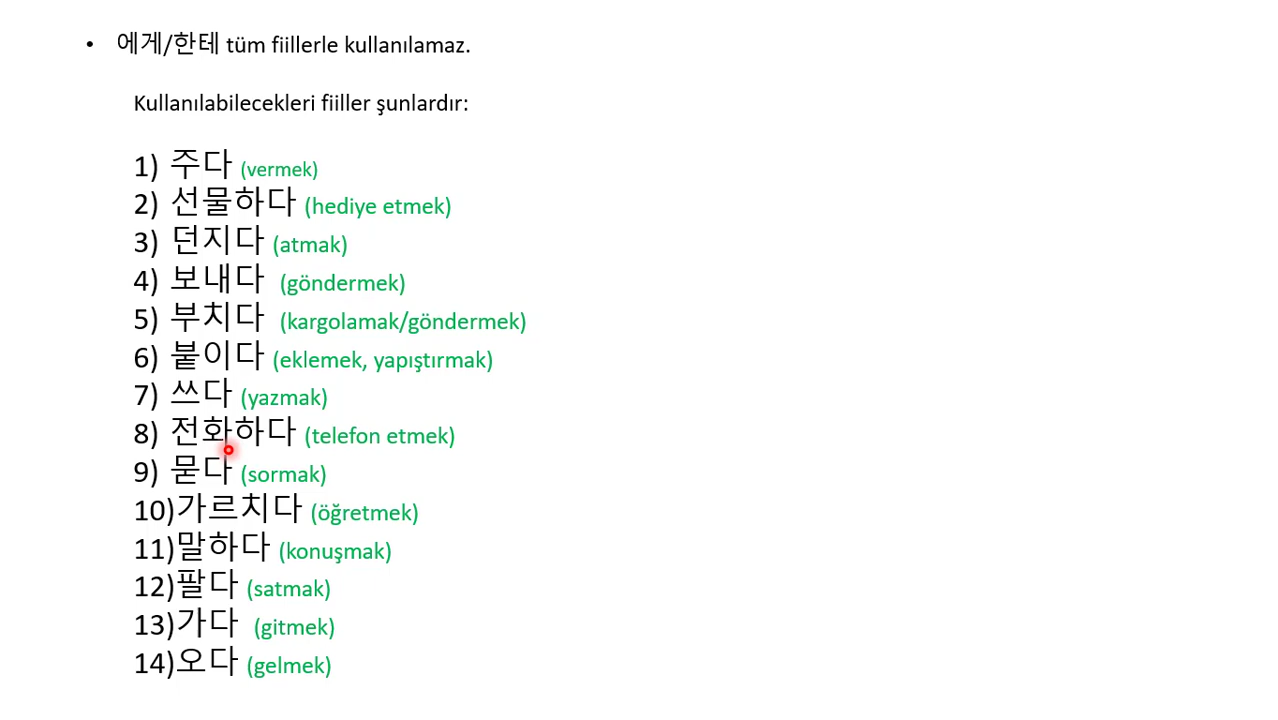 • 에게/한테 tüm fiillerle kullanılamaz.
Kullanılabilecekleri fiiller şunlardır:
1) 주다 (vermek)
2) 선물하다 (hediye etmek)
3) 던지다 (atmak)
4) 보내다 (göndermek)
5) 부치다 (kargolamak/göndermek)
6) 붙이다 (eklemek, yapıştırmak)
7) 쓰다 (yazmak)
8) 전화하다 (telefon etmek)
9) 묻다 (sormak)
10)가르치다 (öğretmek)
11)말하다 (konuşmak)
12)팔다 (satmak)
13)가다 (gitmek)
14)오다 (gelmek)